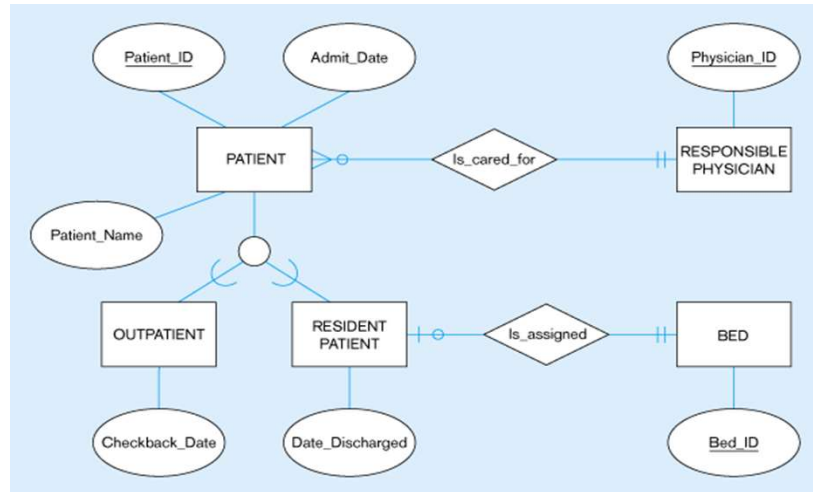 Patient_ID
Admit_Date
Physician_ID
PATIENT
Is_cared_for
RESPONSIBLE
PHYSICIAN
Patient_Name
OUTPATIENT
RESIDENT
PATIENT
Is_assigned
BED
Checkback_Date
Date_Discharged
Bed_ID